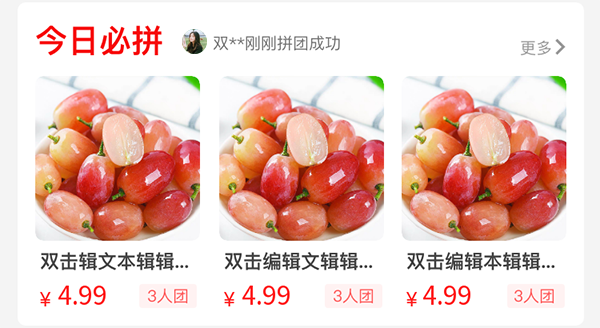 今日必拼 双**刚刚拼团成功 更多
双击辑文本辑辑... 双击编辑文辑辑... 双击编辑本辑辑...
¥ 4.99 3人团 ¥ 4.99 3人团 ¥ 4.99 3人团